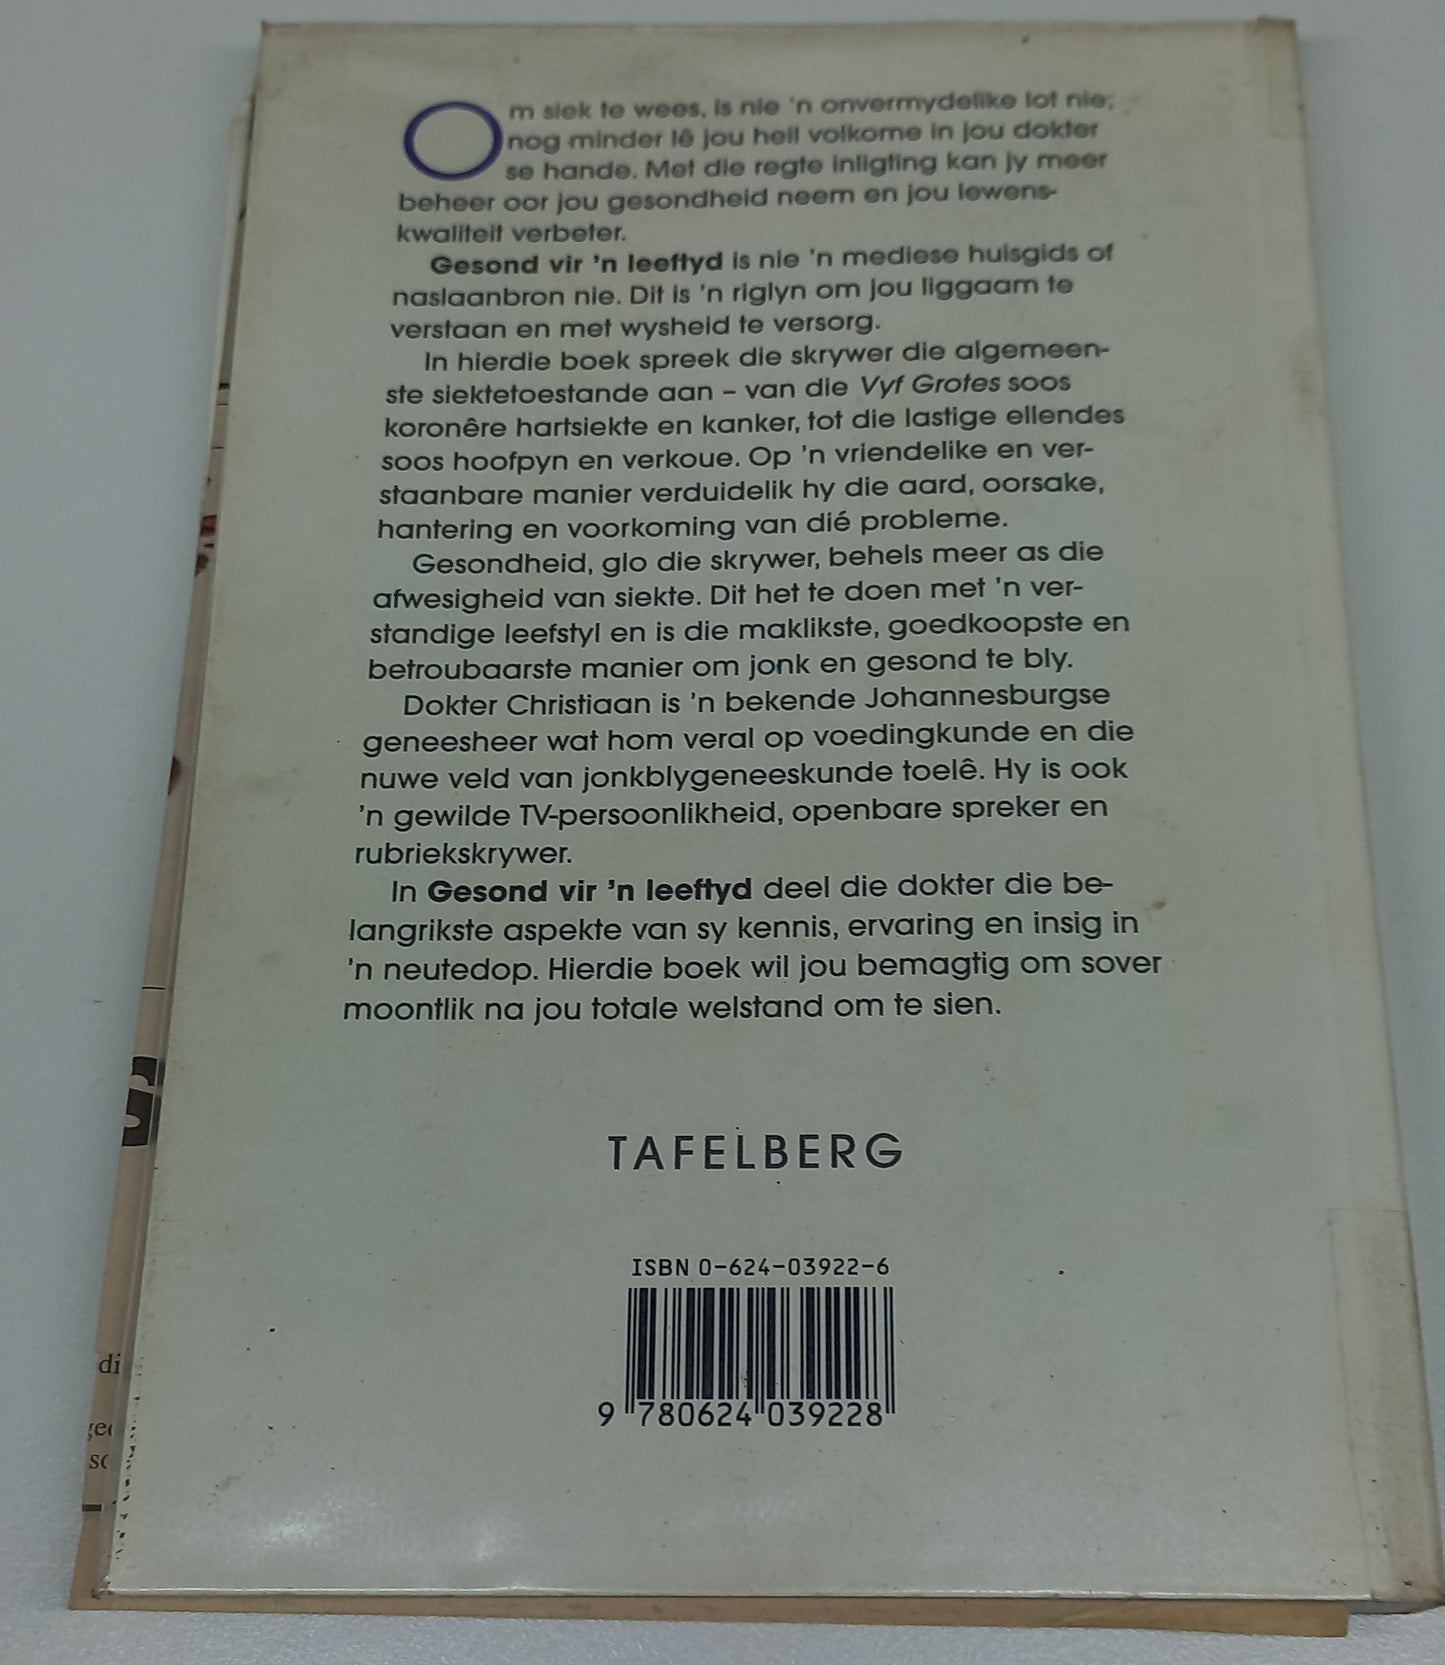 Om siek te wees, is nie 'n onvermydelike lot nie;
nog minder lê jou heil volkome in jou dokter
se hande. Met die regte inligting kan jy meer
beheer oor jou gesondheid neem en jou lewens-
kwaliteit verbeter.
Gesond vir 'n leeftyd is nie 'n mediese huisgids of
naslaanbron nie. Dit is 'n riglyn om jou liggaam te
verstaan en met wysheid te versorg.
In hierdie boek spreek die skrywer die algemeen-
ste siektetoestande aan – van die Vyf Grotes soos
koronêre hartsiekte en kanker, tot die lastige ellendes
soos hoofpyn en verkoue. Op 'n vriendelike en ver-
staanbare manier verduidelik hy die aard, oorsake,
hantering en voorkoming van dié probleme.
Gesondheid, glo die skrywer, behels meer as die
afwesigheid van siekte. Dit het te doen met 'n ver-
standige leefstyl en is die maklikste, goedkoopste en
betroubaarste manier om jonk en gesond te bly.
Dokter Christiaan is 'n bekende Johannesburgse
geneesheer wat hom veral op voedingkunde en die
nuwe veld van jonkblygeneeskunde toelê. Hy is ook
'n gewilde TV-persoonlikheid, openbare spreker en
rubriekskrywer.
In Gesond vir 'n leeftyd deel die dokter die be-
langrikste aspekte van sy kennis, ervaring en insig in
'n neutedop. Hierdie boek wil jou bemagtig om sover
moontlik na jou totale welstand om te sien.
TAFELBERG
ISBN 0-624-03922-6
9 780624 039228
di